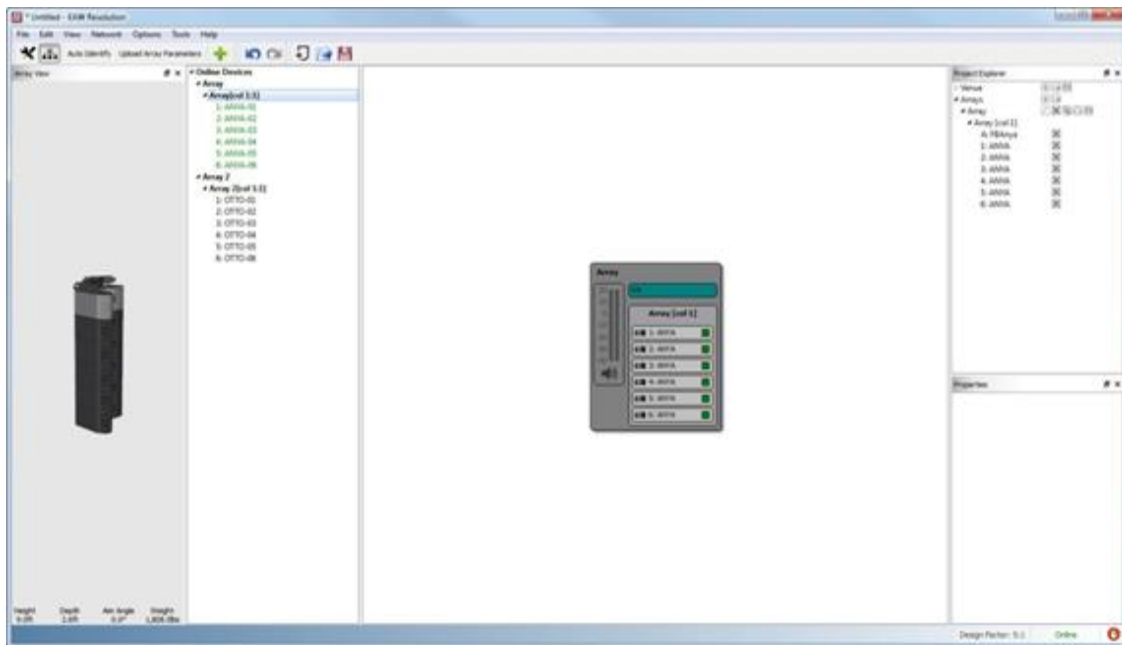 * Untitled - EAW Resolution
File Edit View Network Options Tools Help
Auto Identify Upload Array Parameters
Array View
Online Devices
Array
Array[col 1:1]
1: ANYA-01
2: ANYA-02
3: ANYA-03
4: ANYA-04
5: ANYA-05
6: ANYA-06
Array 2
Array 2[col 1:1]
1: OTTO-01
2: OTTO-02
3: OTTO-03
4: OTTO-04
5: OTTO-05
6: OTTO-06
Array
Array [col 1]
1: ANYA
2: ANYA
3: ANYA
4: ANYA
5: ANYA
6: ANYA
Project Explorer
Venue
Arrays
Array
Array [col 1]
A: FBAnya
1: ANYA
2: ANYA
3: ANYA
4: ANYA
5: ANYA
6: ANYA
Properties
Height Depth Aim Angle Weight
9.0ft 2.6ft 0.0°
Design Factor: 5:1 Online